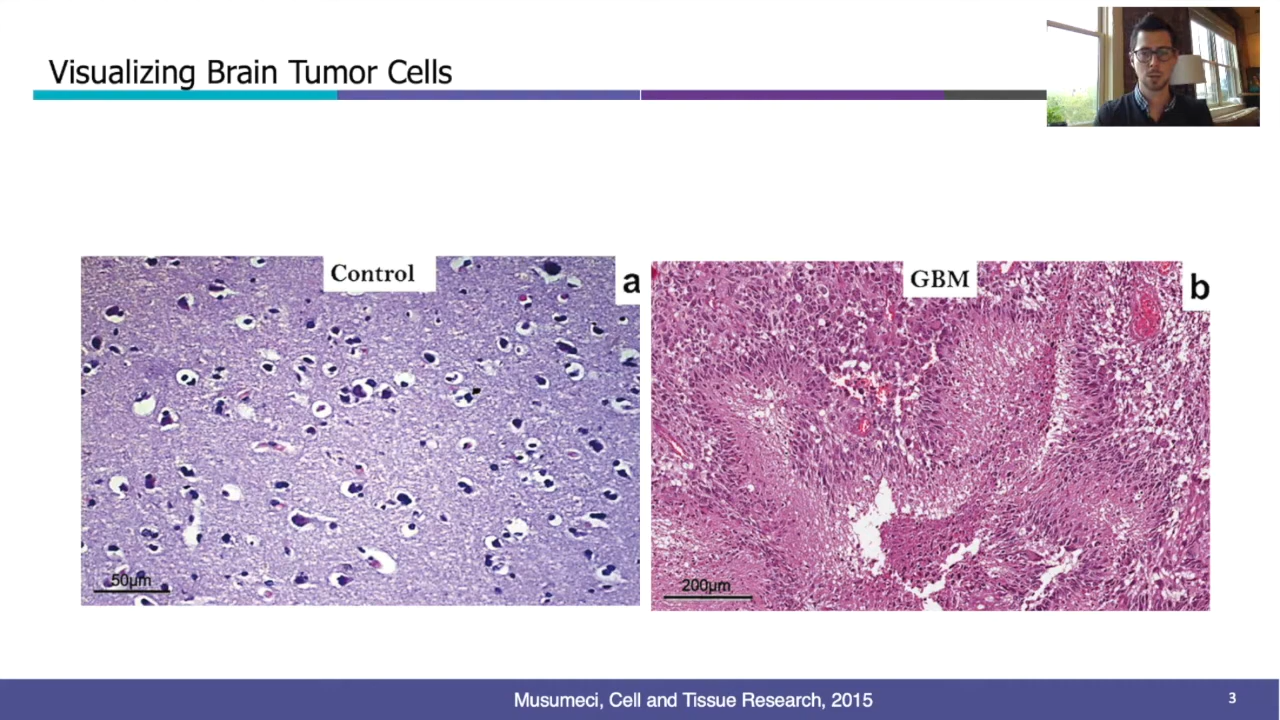 Visualizing Brain Tumor Cells
Control
a
GBM
b
50µm
200µm
Musumeci, Cell and Tissue Research, 2015
3